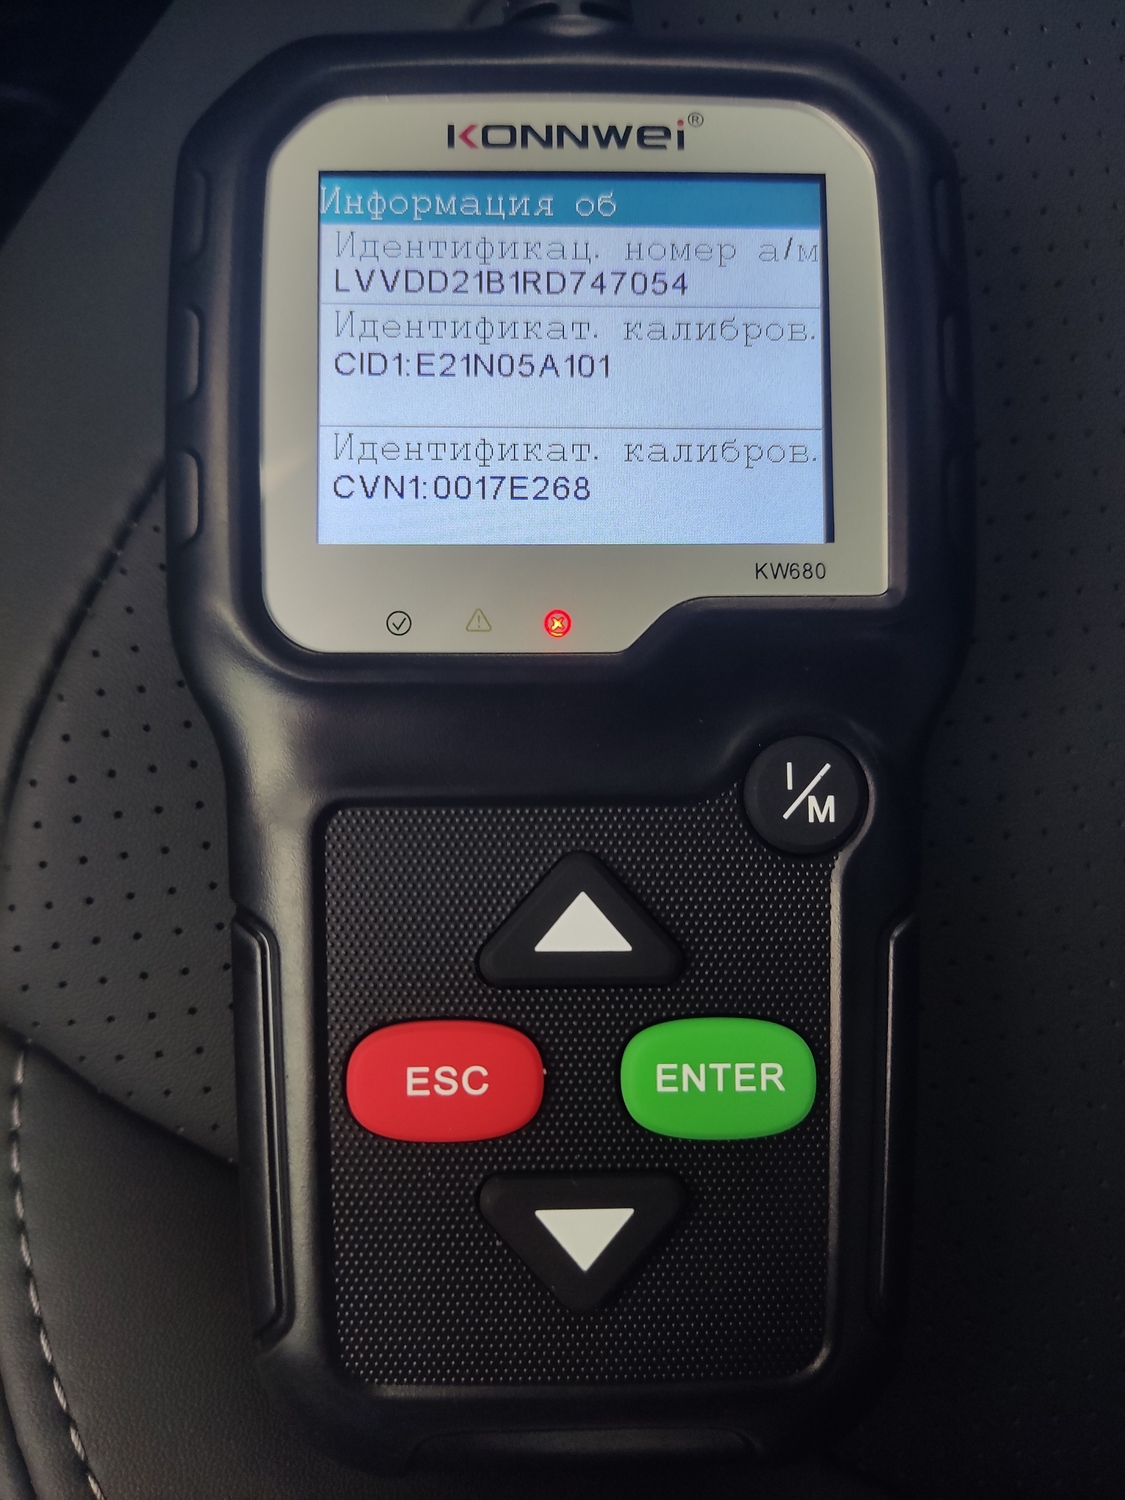 KONNWEI®
Информация об
Идентификац. номер а/м
LVVDD21B1RD747054
Идентификат. калибров.
CID1:E21N05A101
Идентификат. калибров.
CVN1:0017E268
KW680
I/M
ESC
ENTER